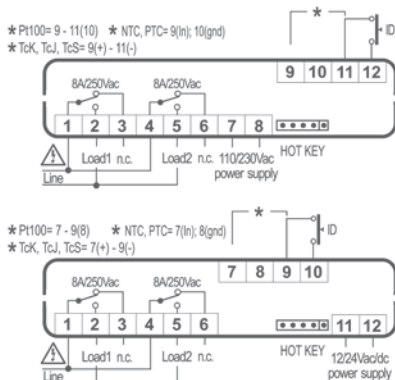 * Pt100= 9 - 11(10) * NTC, PTC= 9(In); 10(gnd)
* TcK, TcJ, TcS= 9(+) - 11(-)
*
ID
9 10 11 12
8A/250Vac 8A/250Vac
1 2 3 4 5 6 7 8
HOT KEY
Load1 n.c. Load2 n.c. 110/230Vac
power supply
Line
* Pt100= 7 - 9(8) * NTC, PTC= 7(In); 8(gnd)
* TcK, TcJ, TcS= 7(+) - 9(-)
*
ID
7 8 9 10
8A/250Vac 8A/250Vac
1 2 3 4 5 6 11 12
Load1 n.c. Load2 n.c. HOT KEY 12/24Vac/dc
power supply
Line